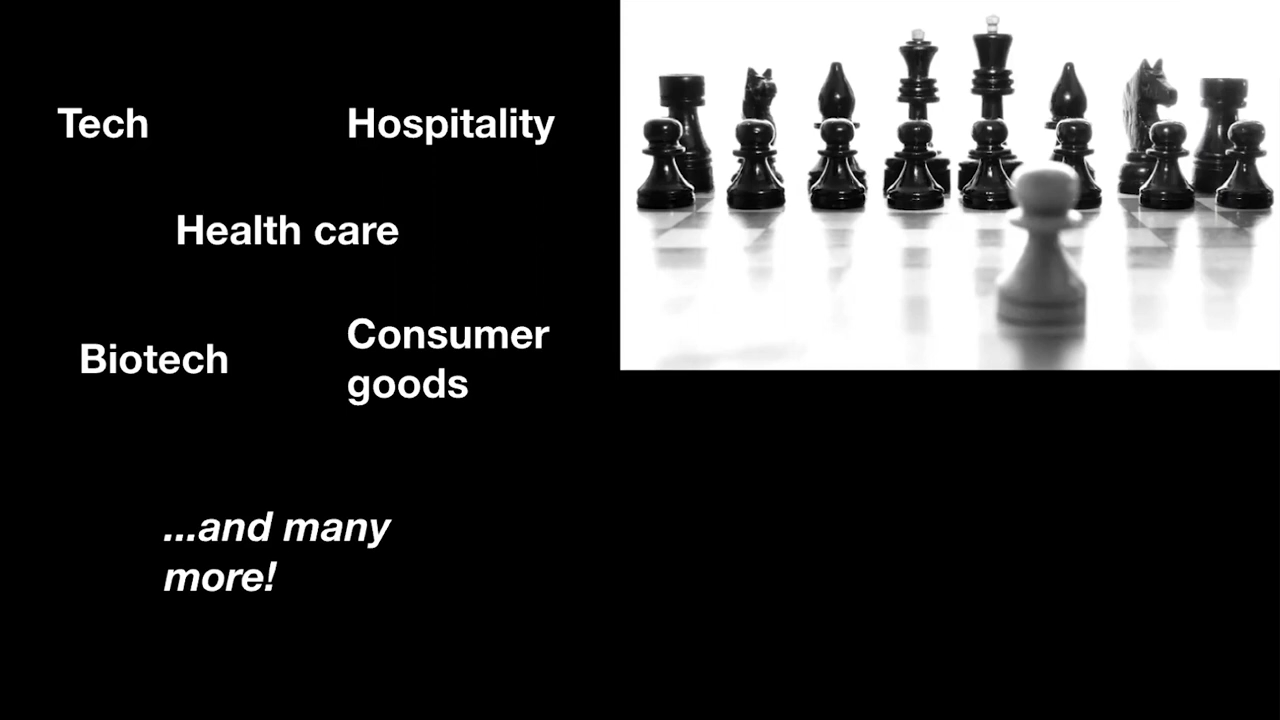 Tech
Hospitality
Health care
Biotech
Consumer
goods
...and many
more!